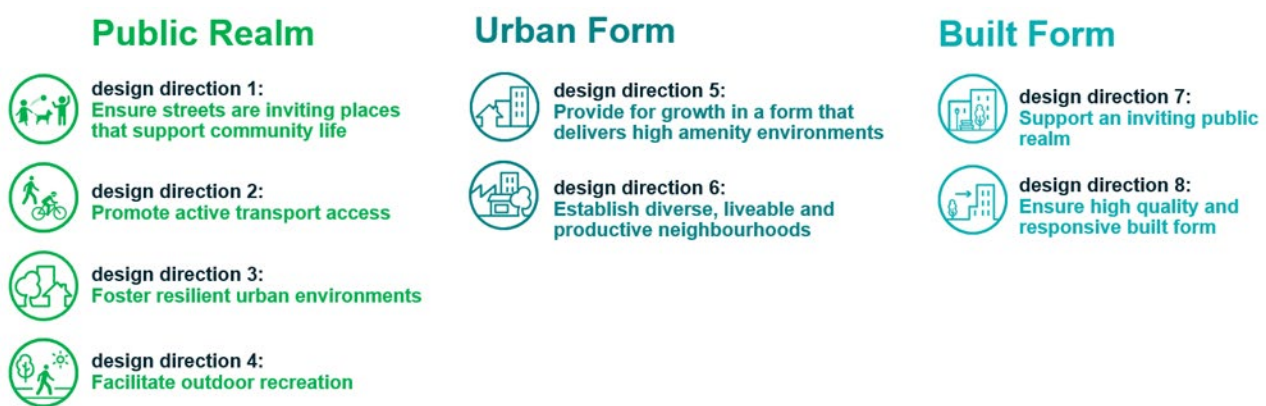 Public Realm
design direction 1:
Ensure streets are inviting places
that support community life
design direction 2:
Promote active transport access
design direction 3:
Foster resilient urban environments
design direction 4:
Facilitate outdoor recreation
Urban Form
design direction 5:
Provide for growth in a form that
delivers high amenity environments
design direction 6:
Establish diverse, liveable and
productive neighbourhoods
Built Form
design direction 7:
Support an inviting public
realm
design direction 8:
Ensure high quality and
responsive built form